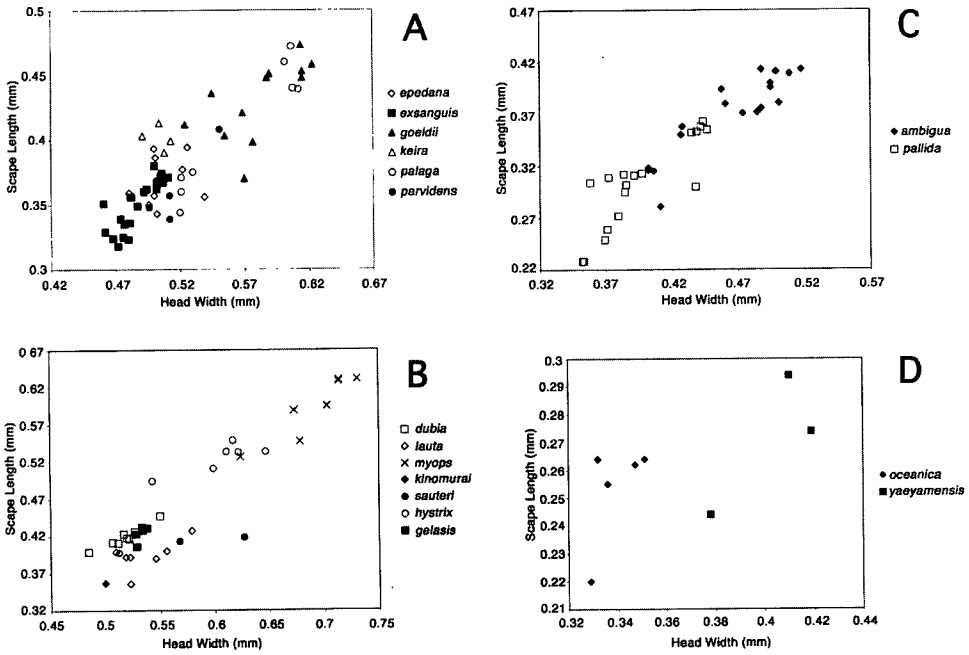 A
0.5
0.45
0.4
0.35
0.3
Scape Length (mm)
0.42 0.47 0.52 0.57 0.62 0.67
Head Width (mm)
epedana
exsanguis
goeldii
keira
palaga
parvidens
C
0.47
0.42
0.37
0.32
0.27
0.22
Scape Length (mm)
0.32 0.37 0.42 0.47 0.52 0.57
Head Width (mm)
ambigua
pallida
B
0 67
0.62
0.57
0.52
0.47
0.42
0.37
0.32
Scape Length (mm)
0.45 0.5 0.55 0.6 0.65 0.7 0.75
Head Width (mm)
dubia
lauta
myops
kinomurai
sauteri
hystrix
gelasis
D
0.3
0.29
0.28
0.27
0.26
0.25
0.24
0.23
0.22
0.21
Scape Length (mm)
0.32 0.34 0.36 0.38 0.4 0.42 0.44
Head Width (mm)
oceanica
yaeyamensis